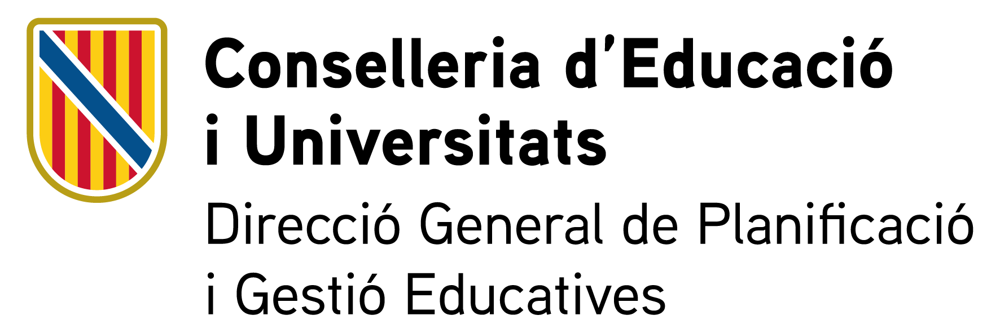 Conselleria d’Educació
i Universitats
Direcció General de Planificació
i Gestió Educatives